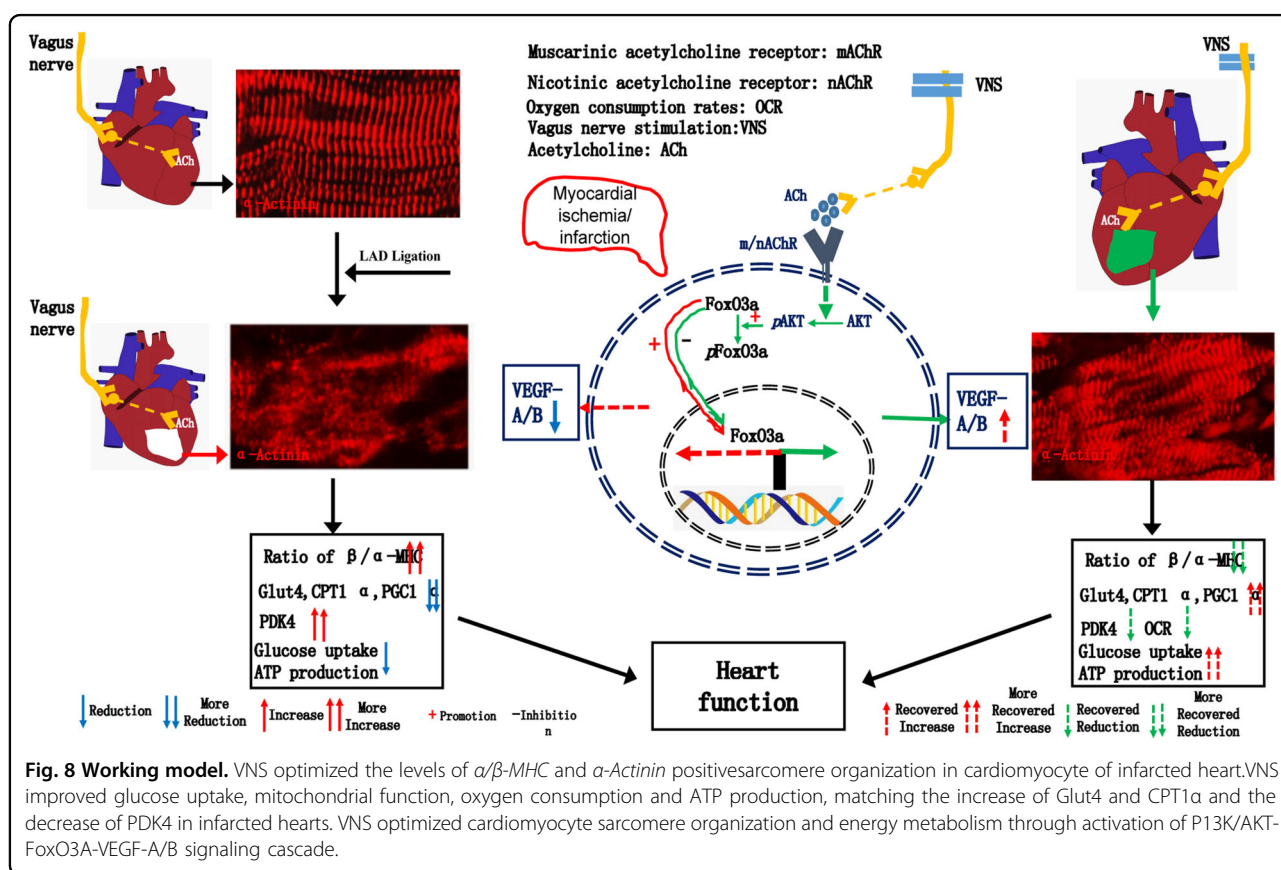 Vagus
nerve
ACh
α-Actinin
LAD Ligation
Vagus
nerve
ACh
α-Actinin
Ratio of β/α-MHC
Glut4,CPT1 α,PGC1 α
PDK4
Glucose uptake
ATP production
Muscarinic acetylcholine receptor: mAChR
Nicotinic acetylcholine receptor: nAChR
Oxygen consumption rates: OCR
Vagus nerve stimulation:VNS
Acetylcholine: ACh
Myocardial
ischemia/
infarction
VNS
ACh
m/nAChR
FoxO3a
+
pAKT
AKT
+
−
pFoxO3a
VEGF-
A/B
FoxO3a
VEGF-
A/B
Heart
function
VNS
ACh
α-Actinin
Ratio of β/α-MHC
Glut4,CPT1 α,PGC1 α
PDK4 OCR
Glucose uptake
ATP production
Reduction
More
Reduction
Increase
More
Increase
+ Promotion
−Inhibitio
n
Recovered
Increase
More
Recovered
Increase
Recovered
Reduction
More
Recovered
Reduction
Fig. 8 Working model. VNS optimized the levels of α/β-MHC and α-Actinin positivesarcomere organization in cardiomyocyte of infarcted heart.VNS
improved glucose uptake, mitochondrial function, oxygen consumption and ATP production, matching the increase of Glut4 and CPT1α and the
decrease of PDK4 in infarcted hearts. VNS optimized cardiomyocyte sarcomere organization and energy metabolism through activation of P13K/AKT-
FoxO3A-VEGF-A/B signaling cascade.